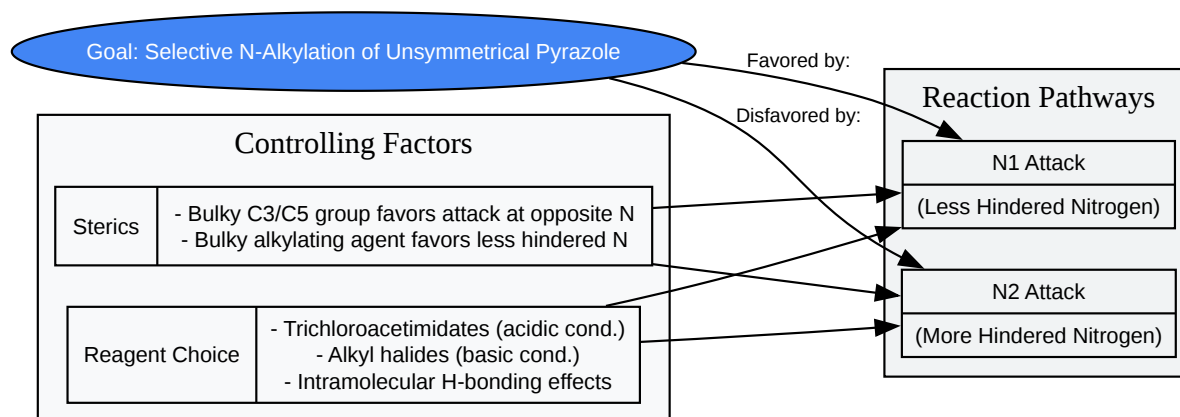 Goal: Selective N-Alkylation of Unsymmetrical Pyrazole
Favored by:
Disfavored by:
Controlling Factors
Sterics
- Bulky C3/C5 group favors attack at opposite N
- Bulky alkylating agent favors less hindered N
Reagent Choice
- Trichloroacetimidates (acidic cond.)
- Alkyl halides (basic cond.)
- Intramolecular H-bonding effects
Reaction Pathways
N1 Attack
(Less Hindered Nitrogen)
N2 Attack
(More Hindered Nitrogen)